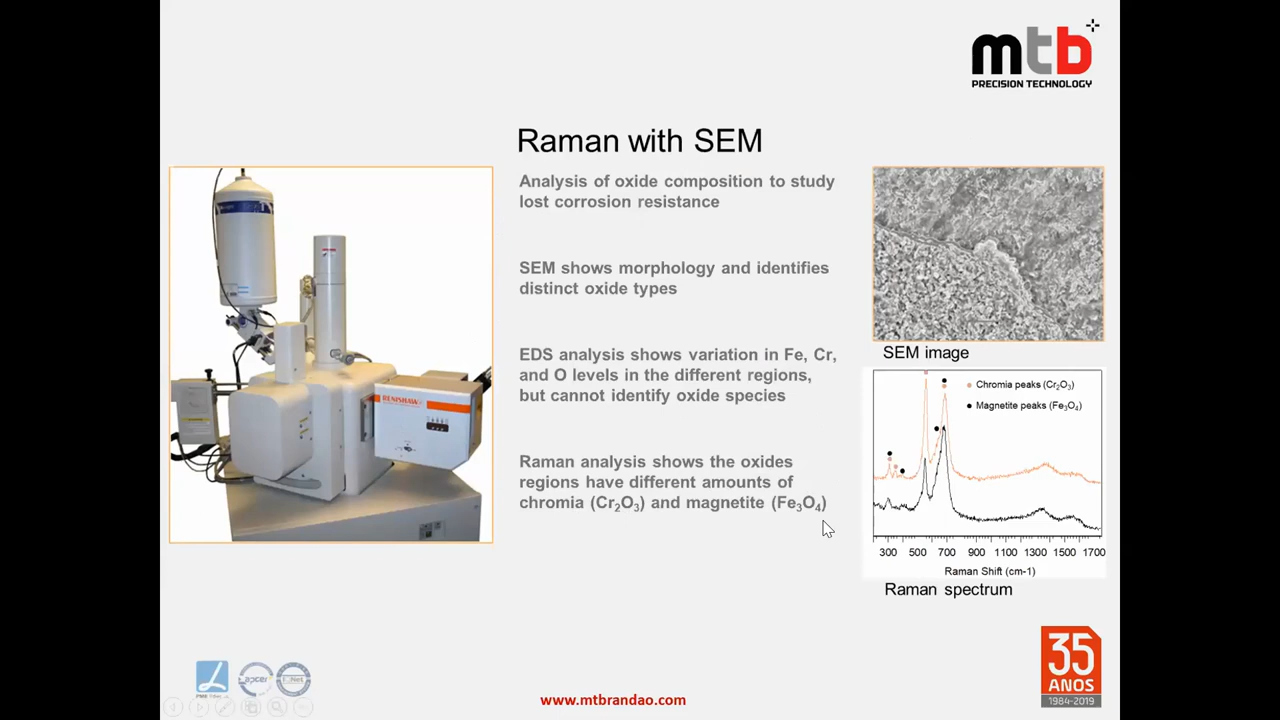 mtb
PRECISION TECHNOLOGY
Raman with SEM
Analysis of oxide composition to study
lost corrosion resistance
SEM shows morphology and identifies
distinct oxide types
EDS analysis shows variation in Fe, Cr,
and O levels in the different regions,
but cannot identify oxide species
Raman analysis shows the oxides
regions have different amounts of
chromia (Cr₂O₃) and magnetite (Fe₃O₄)
RENISHAW
SEM image
Chromia peaks (Cr₂O₃)
Magnetite peaks (Fe₃O₄)
300 500 700 900 1100 1300 1500 1700
Raman Shift (cm-1)
Raman spectrum
35
ANOS
1984-2019
apcer
www.mtbrandao.com